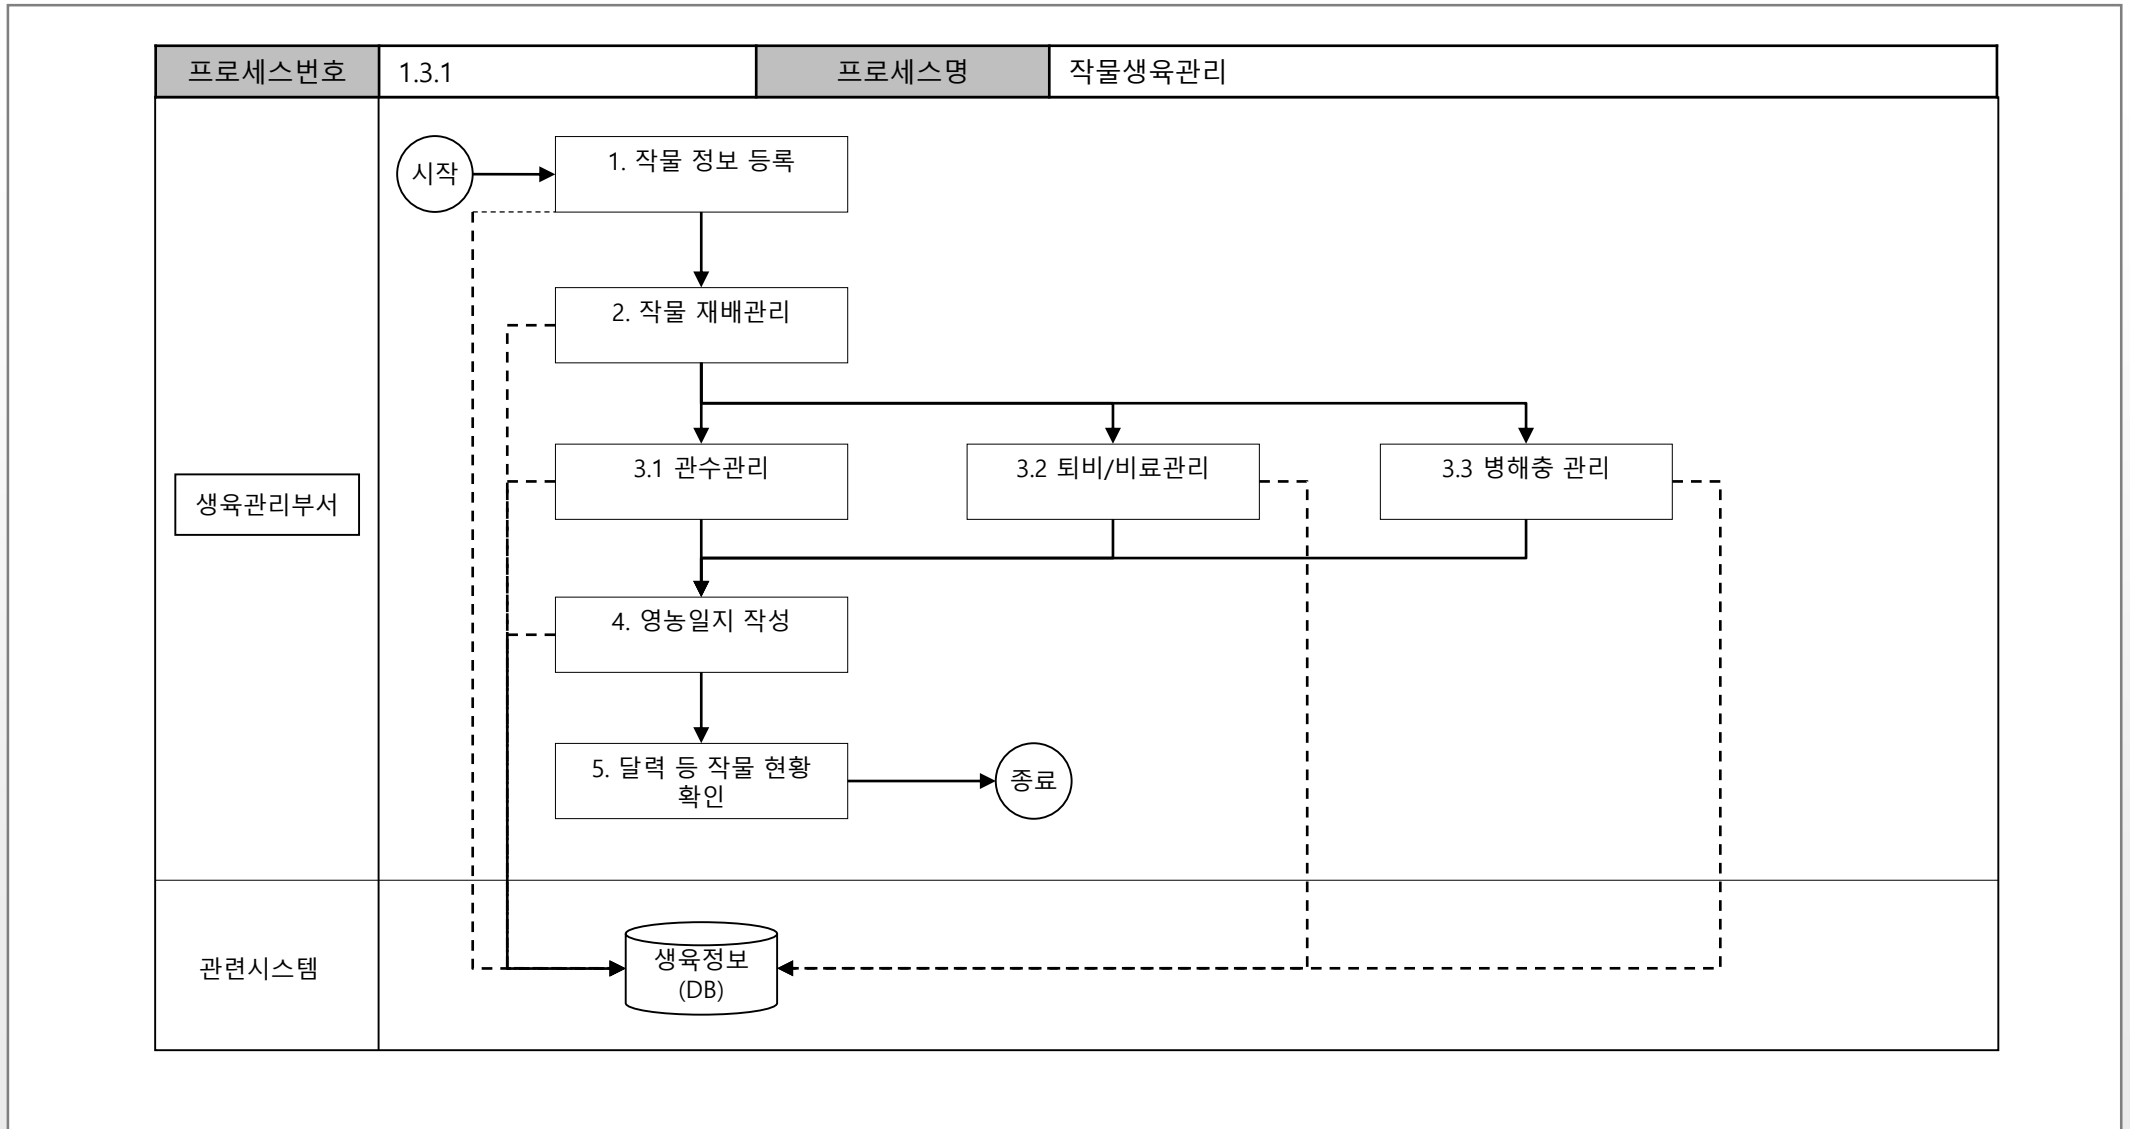 프로세스번호
1.3.1
프로세스명
작물생육관리
시작
1. 작물 정보 등록
2. 작물 재배관리
3.1 관수관리
3.2 퇴비/비료관리
3.3 병해충 관리
생육관리부서
4. 영농일지 작성
5. 달력 등 작물 현황
확인
종료
관련시스템
생육정보
(DB)